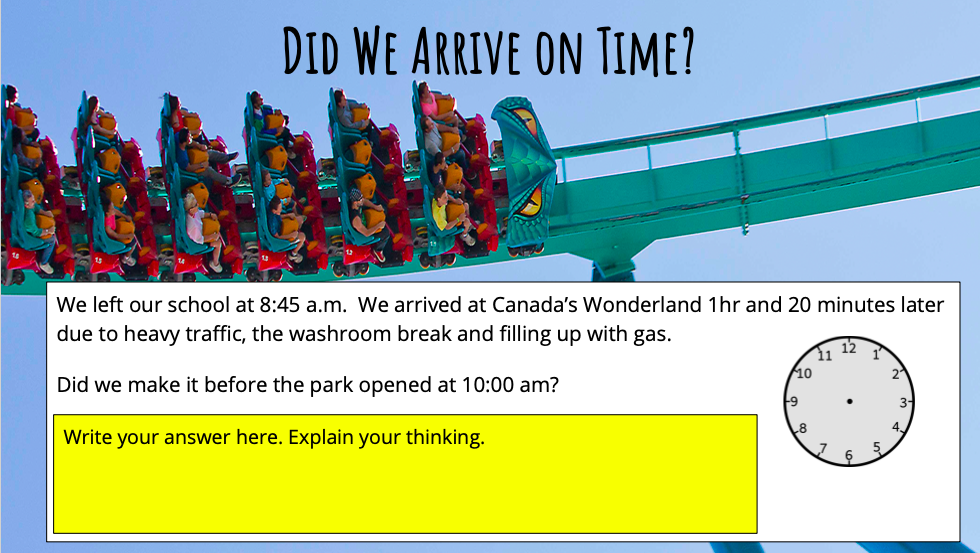 Did We Arrive on Time?
We left our school at 8:45 a.m.  We arrived at Canada’s Wonderland 1hr and 20 minutes later
due to heavy traffic, the washroom break and filling up with gas.
Did we make it before the park opened at 10:00 am?
Write your answer here. Explain your thinking.
12
1
2
3
4
5
6
7
8
9
10
11